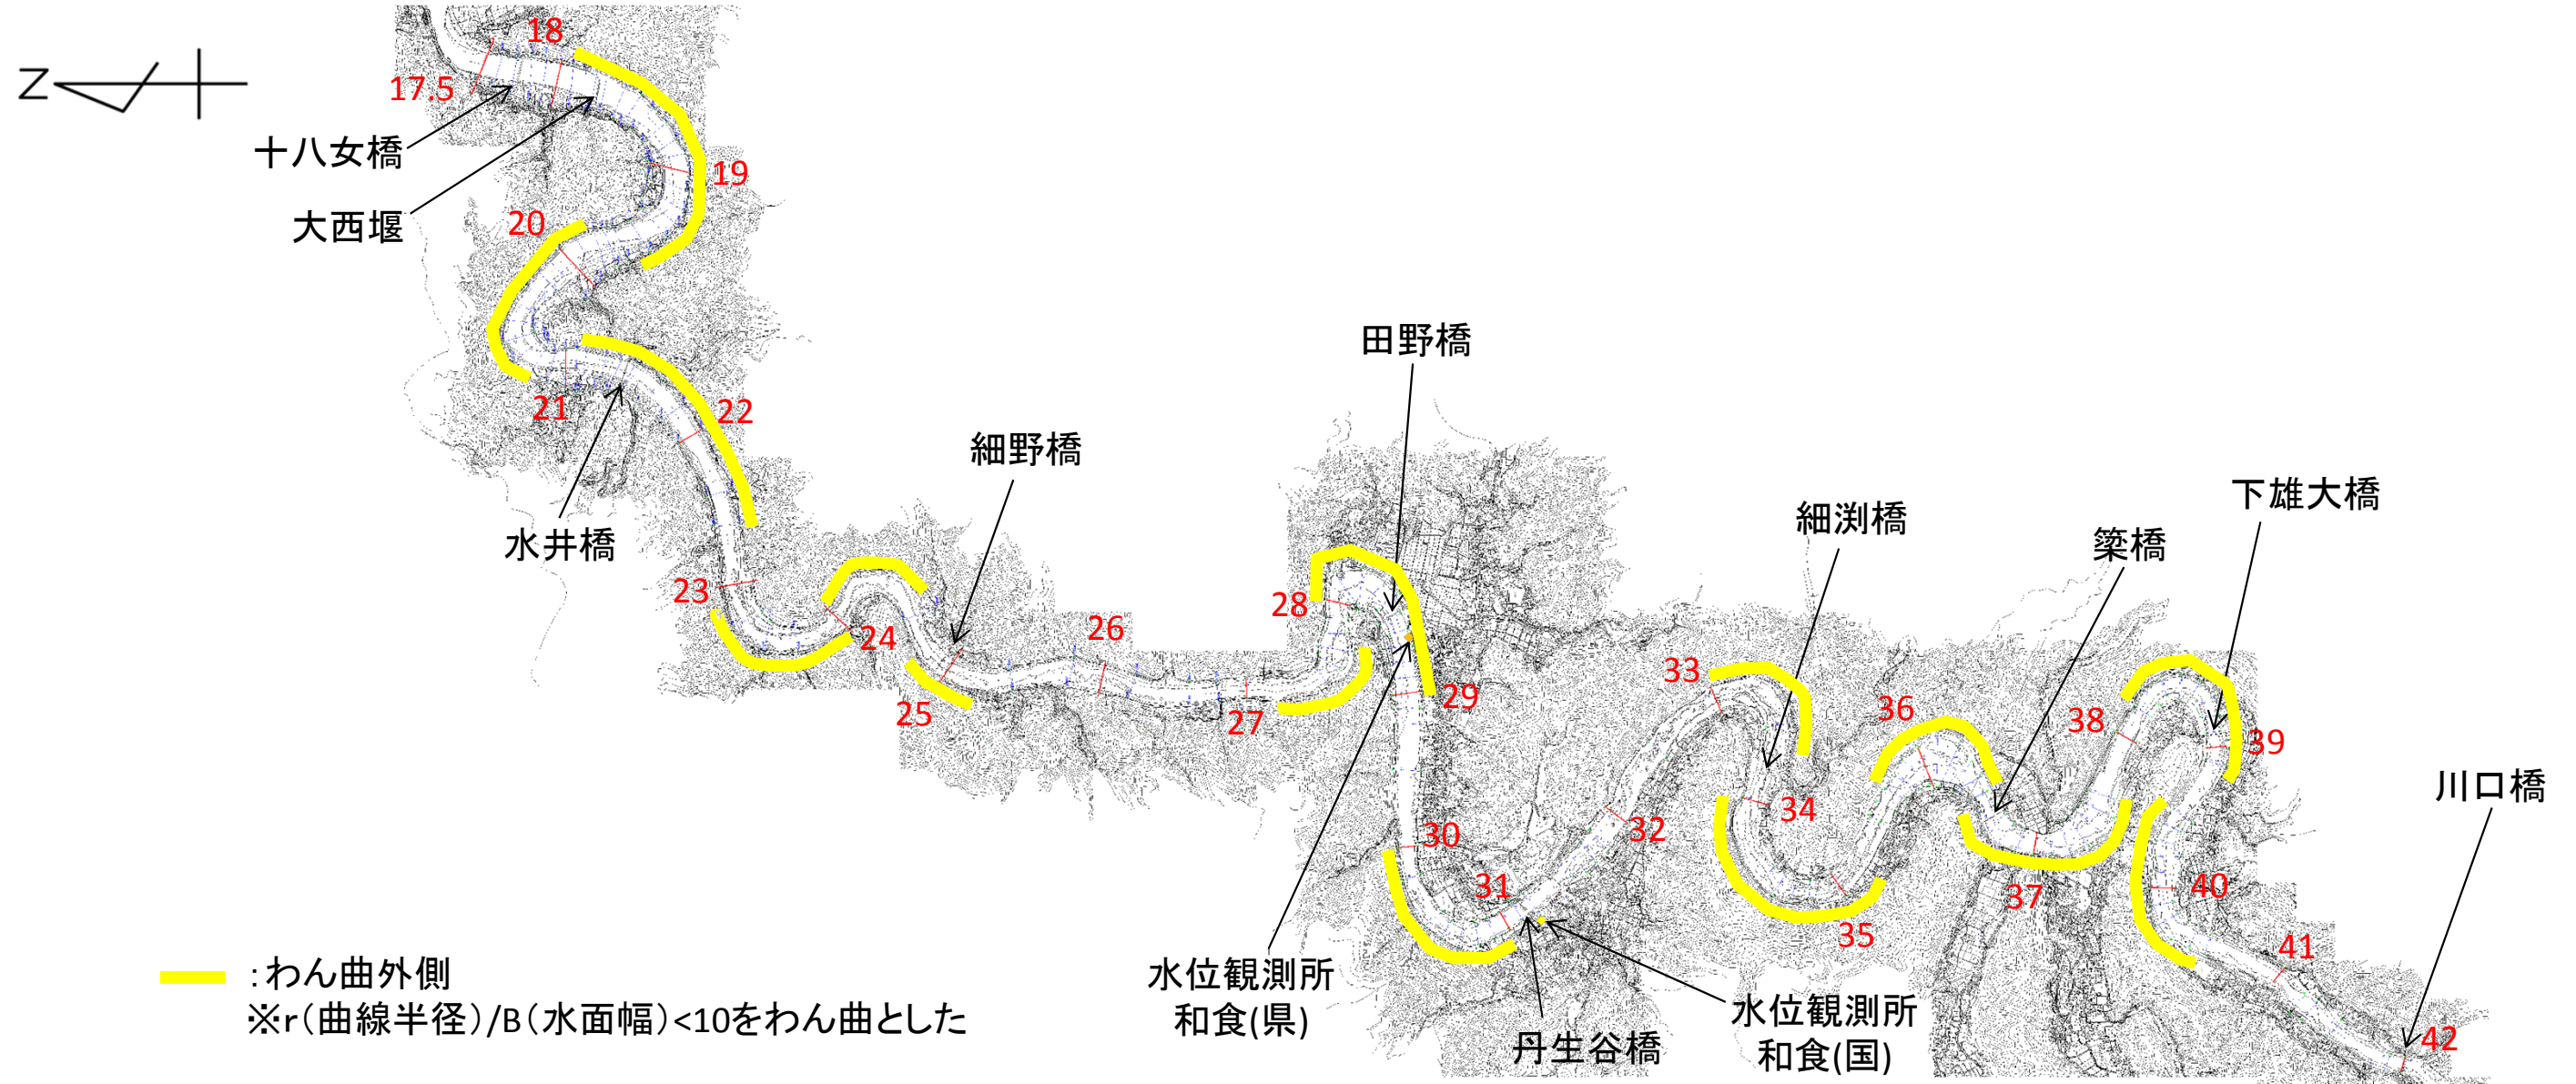 Z
17.5
18
十八女橋
大西堰
19
20
21
水井橋
22
23
24
25
細野橋
26
27
28
田野橋
29
30
31
水位観測所
和食(県)
丹生谷橋
水位観測所
和食(国)
32
33
細渕橋
34
35
36
簗橋
37
38
下雄大橋
39
40
41
川口橋
42
:わん曲外側
※r(曲線半径)/B(水面幅)<10をわん曲とした